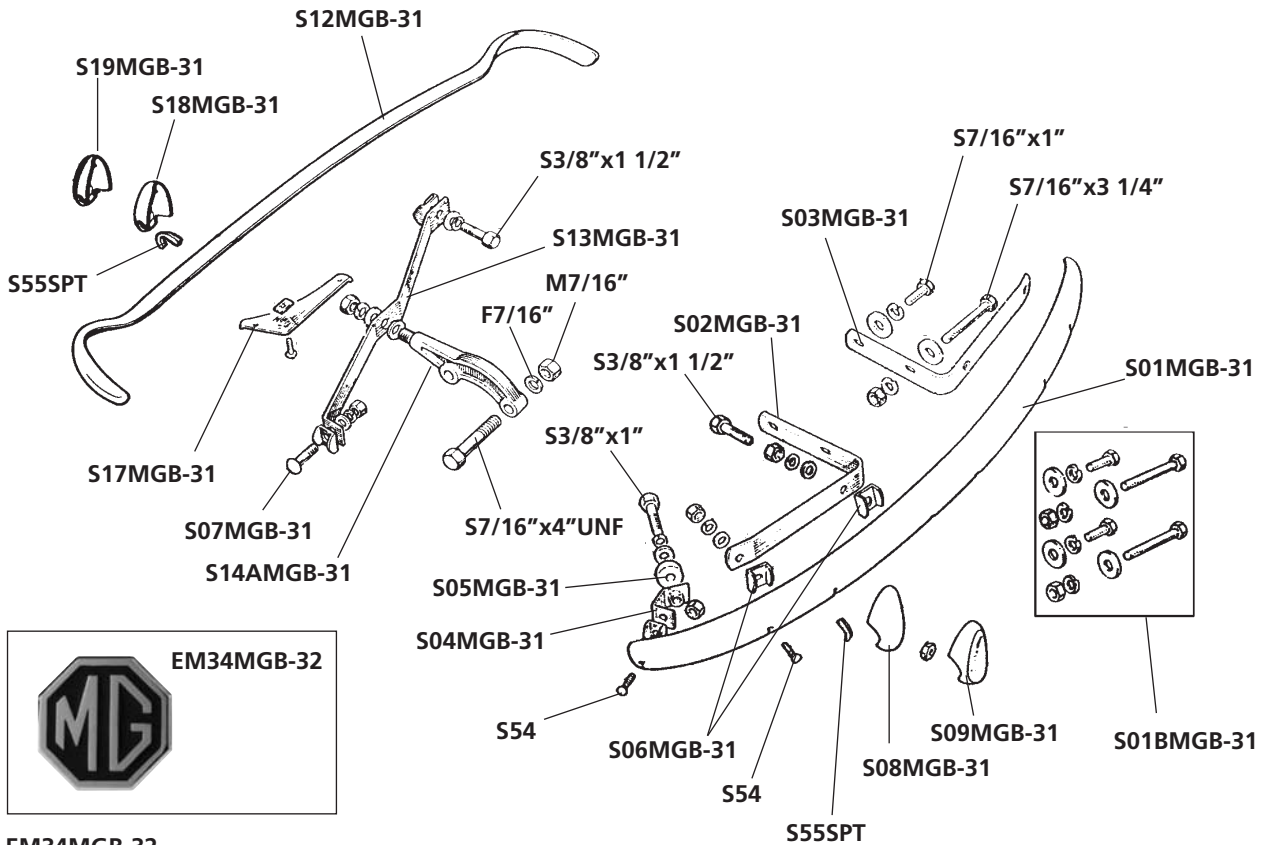 S12MGB-31
S19MGB-31
S18MGB-31
S7/16”x1”
S3/8”x1 1/2”
S7/16”x3 1/4”
S03MGB-31
S13MGB-31
S55SPT
M7/16”
F7/16”
S02MGB-31
S3/8”x1 1/2”
S01MGB-31
S3/8”x1”
S17MGB-31
S07MGB-31
S7/16”x4”UNF
S14AMGB-31
S05MGB-31
S04MGB-31
EM34MGB-32
MG
S54
S06MGB-31
S09MGB-31
S01BMGB-31
S08MGB-31
S54
S55SPT
EM34MGB-32